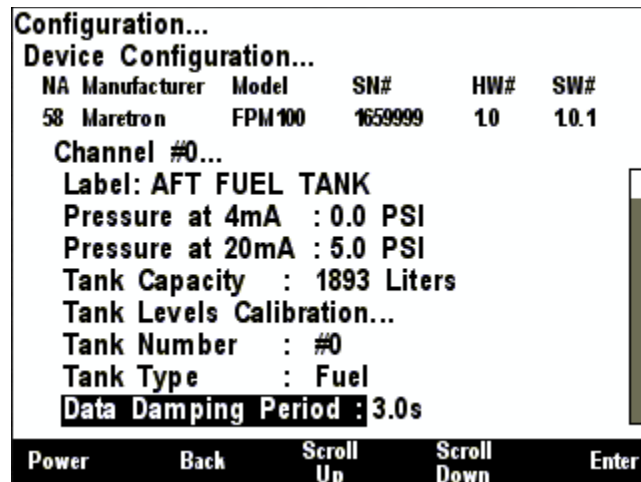 Configuration...
Device Configuration...
NA Manufacturer Model SN# HW# SW#
58 Maretron FPM100 1659999 1.0 1.0.1
Channel #0...
Label: AFT FUEL TANK
Pressure at 4mA : 0.0 PSI
Pressure at 20mA : 5.0 PSI
Tank Capacity : 1893 Liters
Tank Levels Calibration...
Tank Number : #0
Tank Type : Fuel
Data Damping Period : 3.0s
Power Back Scroll Up Scroll Down Enter